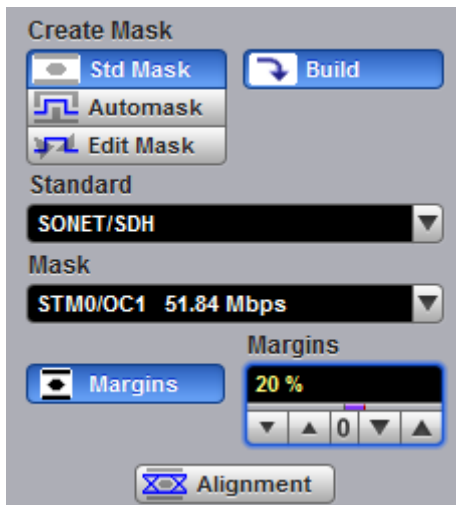 Create Mask
Std Mask
Build
Automask
Edit Mask
Standard
SONET/SDH
Mask
STM0/OC1 51.84 Mbps
Margins
Margins
20 %
0
Alignment